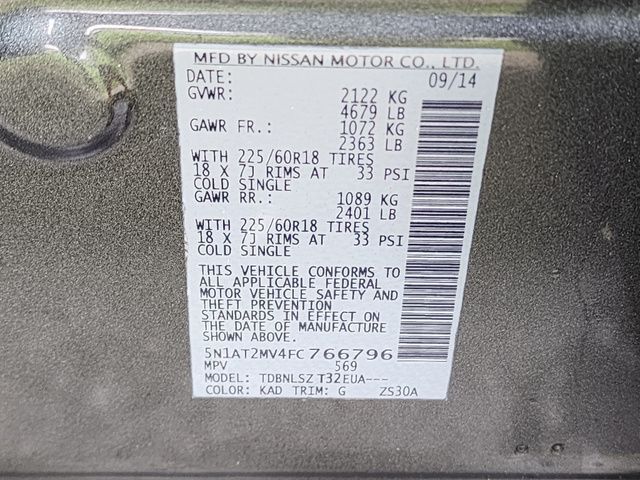 MFD BY NISSAN MOTOR CO., LTD.
DATE: 09/14
GVWR: 2122 KG
4679 LB
GAWR FR.: 1072 KG
2363 LB
WITH 225/60R18 TIRES
18 X 7J RIMS AT 33 PSI
COLD SINGLE
GAWR RR.: 1089 KG
2401 LB
WITH 225/60R18 TIRES
18 X 7J RIMS AT 33 PSI
COLD SINGLE
THIS VEHICLE CONFORMS TO
ALL APPLICABLE FEDERAL
MOTOR VEHICLE SAFETY AND
THEFT PREVENTION
STANDARDS IN EFFECT ON
THE DATE OF MANUFACTURE
SHOWN ABOVE.
5N1AT2MV4FC766796
MPV 569
MODEL: TDBNLSZ T32EUA---
COLOR: KAD TRIM: G ZS30A